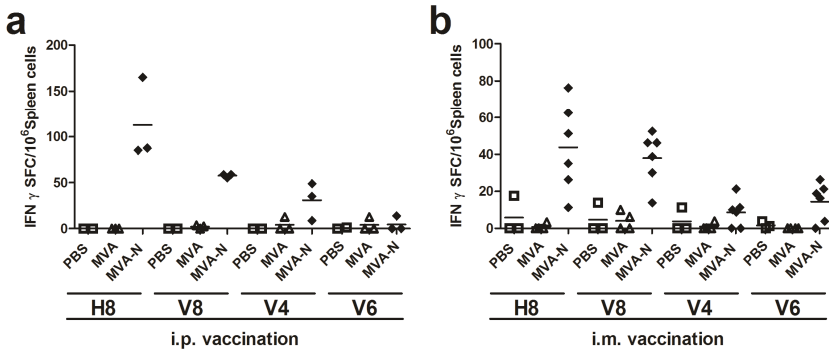 a
IFN γ SFC/10⁶Spleen cells
200
150
100
50
0
PBS MVA MVA-N PBS MVA MVA-N PBS MVA MVA-N PBS MVA MVA-N
H8 V8 V4 V6
i.p. vaccination
b
IFN γ SFC/10⁶Spleen cells
100
80
60
40
20
0
PBS MVA MVA-N PBS MVA MVA-N PBS MVA MVA-N PBS MVA MVA-N
H8 V8 V4 V6
i.m. vaccination